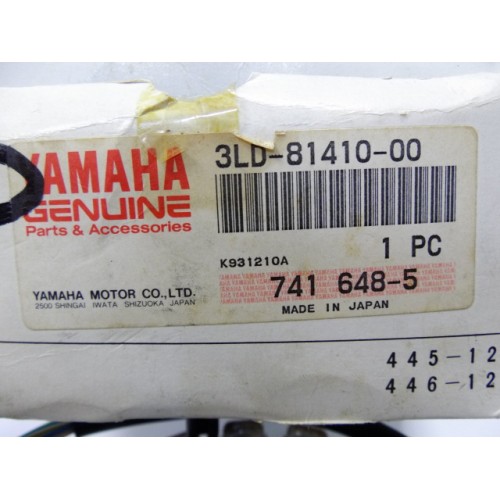 YAMAHA
GENUINE
Parts & Accessories
3LD-81410-00
K931210A
1 PC
YAMAHA MOTOR CO., LTD.
2500 SHINGAI IWATA SHIZUOKA JAPAN
741 648-5
MADE IN JAPAN
445-12
446-12